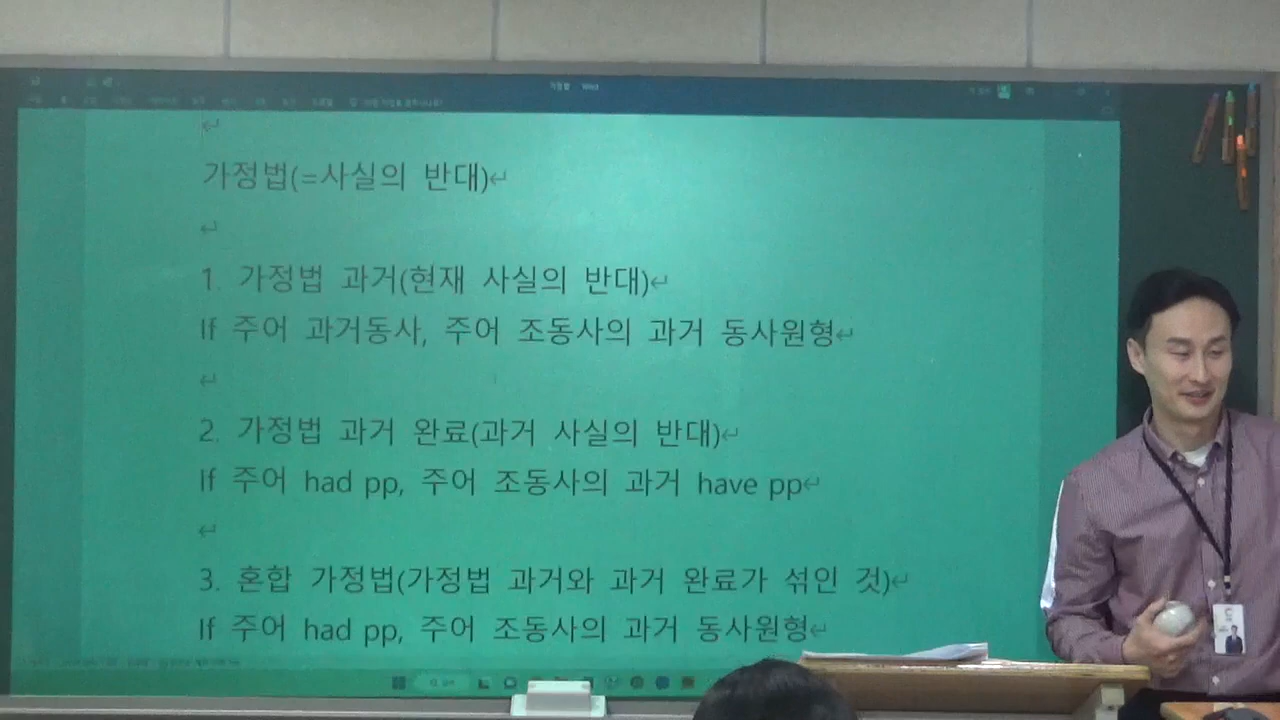 가정법(=사실의 반대)
1. 가정법 과거(현재 사실의 반대)
If 주어 과거동사, 주어 조동사의 과거 동사원형
2. 가정법 과거 완료(과거 사실의 반대)
If 주어 had pp, 주어 조동사의 과거 have pp
3. 혼합 가정법(가정법 과거와 과거 완료가 섞인 것)
If 주어 had pp, 주어 조동사의 과거 동사원형